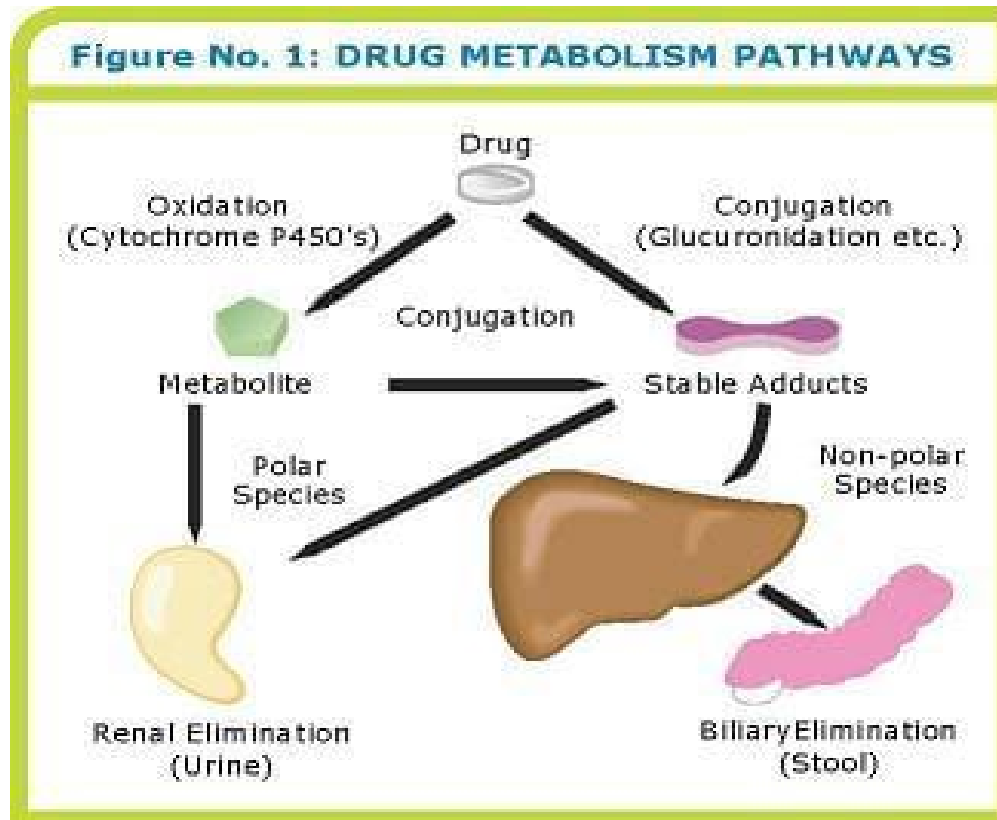 Figure No. 1: DRUG METABOLISM PATHWAYS
Drug
Oxidation
(Cytochrome P450's)
Conjugation
(Glucuronidation etc.)
Conjugation
Metabolite
Stable Adducts
Polar
Species
Non-polar
Species
Renal Elimination
(Urine)
BiliaryElimination
(Stool)